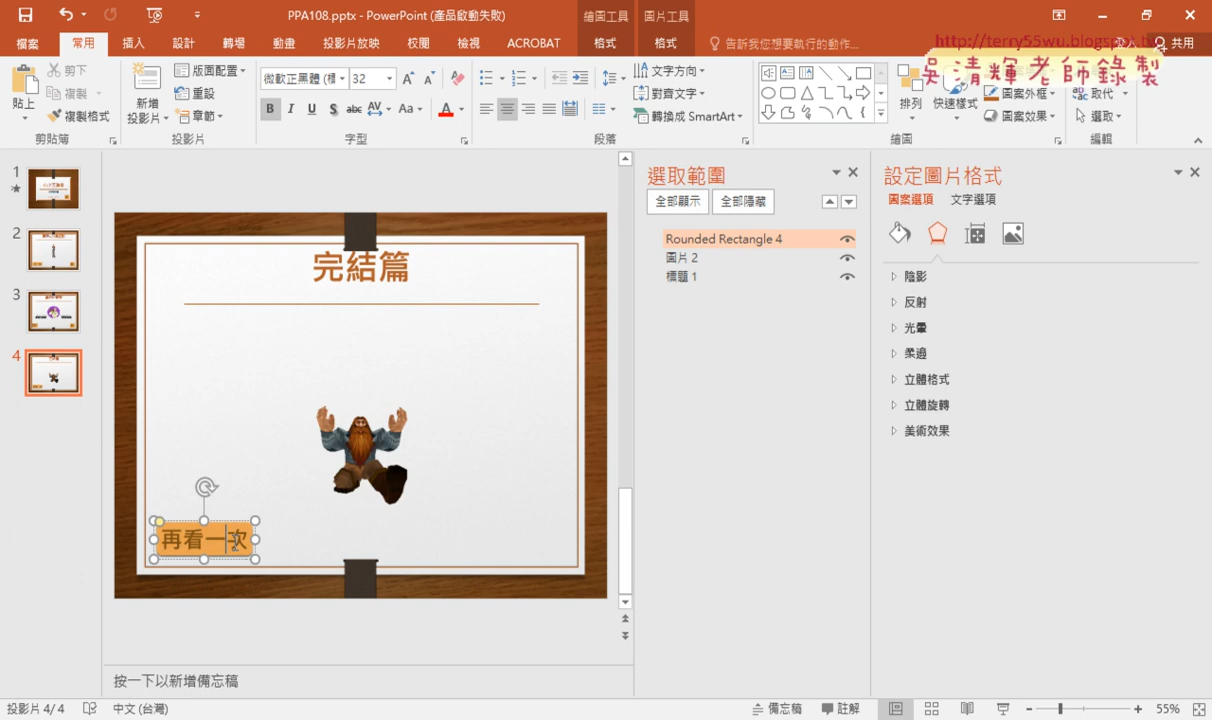 PPA108.pptx - PowerPoint (產品啟動失敗)
繪圖工具
圖片工具
檔案
常用
插入
設計
轉場
動畫
投影片放映
校閱
檢視
ACROBAT
格式
格式
告訴我您想要執行的動作...
登入
共用
http://terry55wu.blogspot.tw
吳清輝老師錄製
貼上
剪下
複製
複製格式
剪貼簿
新增
投影片
版面配置
重設
章節
投影片
微軟正黑體 (標
32
B I U S abc AV Aa A
字型
文字方向
對齊文字
轉換成 SmartArt
段落
排列
快速樣式
圖案外框
圖案效果
繪圖
取代
選取
編輯
1
2
3
4
完結篇
再看一次
選取範圍
全部顯示
全部隱藏
Rounded Rectangle 4
圖片 2
標題 1
設定圖片格式
圖案選項
文字選項
陰影
反射
光暈
柔邊
立體格式
立體旋轉
美術效果
按一下以新增備忘稿
投影片 4/ 4
中文 (台灣)
備忘稿
註解
55%